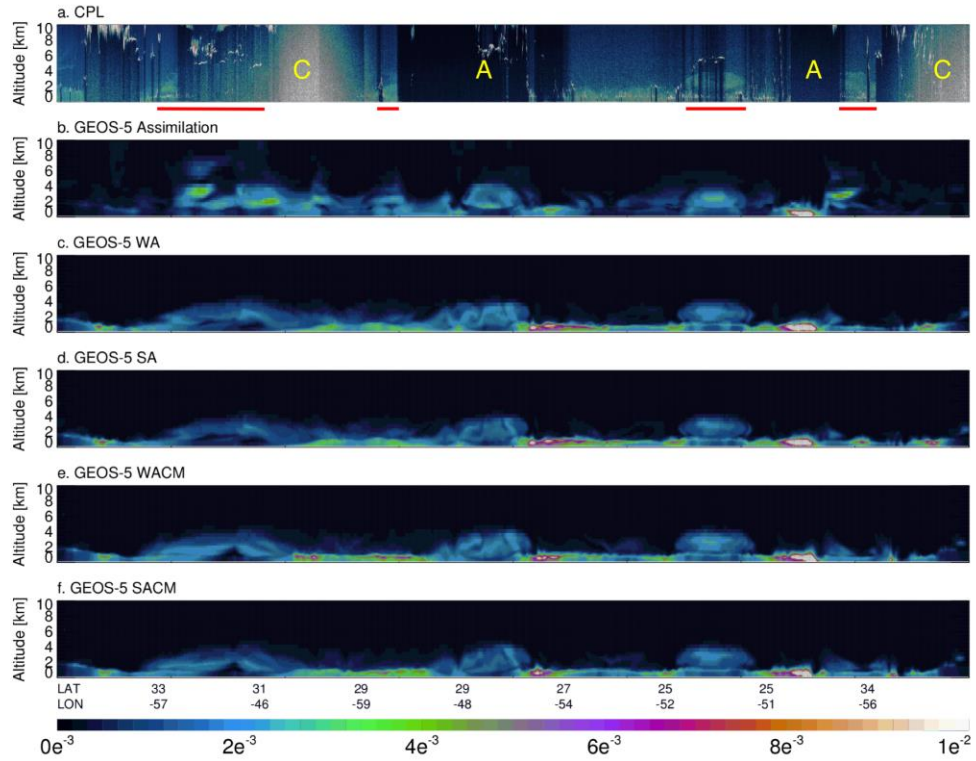 a. CPL
Altitude [km]
10
8
6
4
2
0
C
A
A
C
b. GEOS-5 Assimilation
Altitude [km]
10
8
6
4
2
0
c. GEOS-5 WA
Altitude [km]
10
8
6
4
2
0
d. GEOS-5 SA
Altitude [km]
10
8
6
4
2
0
e. GEOS-5 WACM
Altitude [km]
10
8
6
4
2
0
f. GEOS-5 SACM
Altitude [km]
10
8
6
4
2
0
LAT 33 31 29 29 27 25 25 34
LON -57 -46 -59 -48 -54 -52 -51 -56
0e-3 2e-3 4e-3 6e-3 8e-3 1e-2